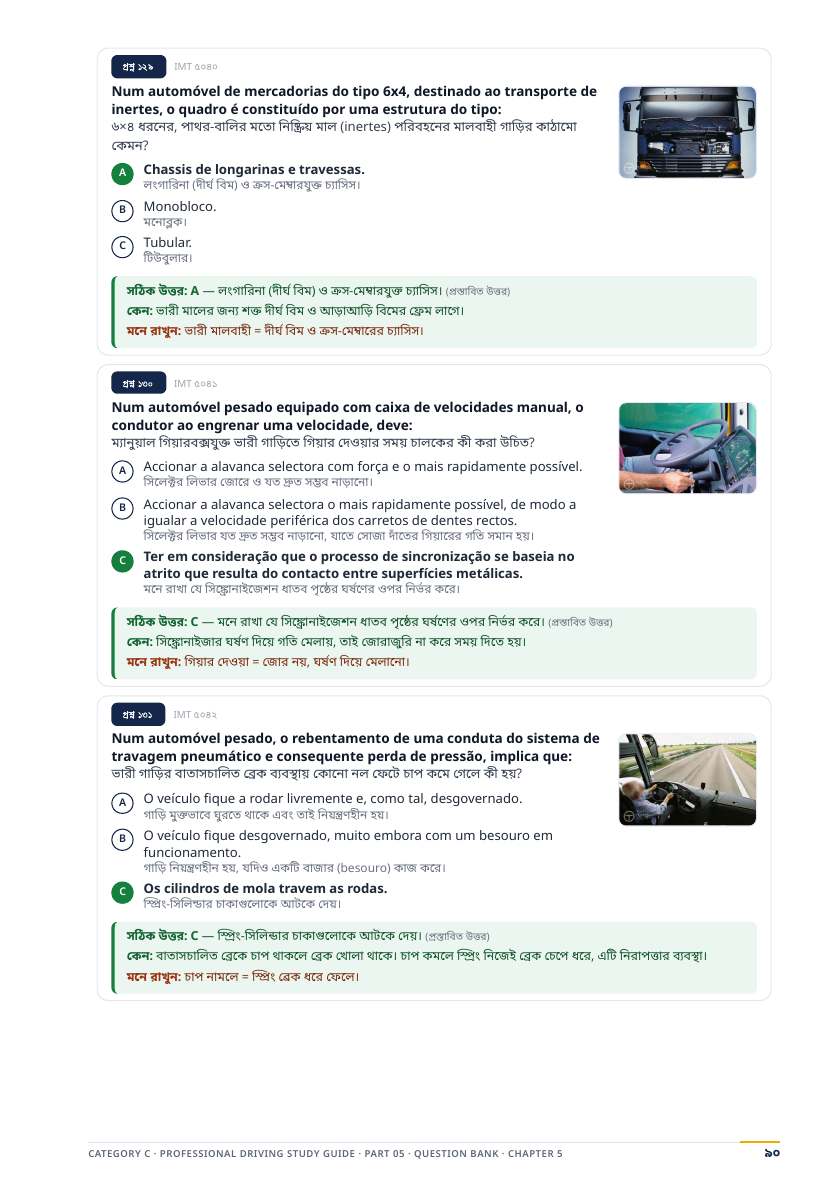 প্রশ্ন ১২৯ IMT ৫০৪০
Num automóvel de mercadorias do tipo 6x4, destinado ao transporte de
inertes, o quadro é constituído por uma estrutura do tipo:
৬×৪ ধরনের, পাথর-বালির মতো নিষ্ক্রিয় মাল (inertes) পরিবহনের মালবাহী গাড়ির কাঠামো
কেমন?
A Chassis de longarinas e travessas.
লংগারিনা (দীর্ঘ বিম) ও ক্রস-মেম্বারযুক্ত চ্যাসিস।
B Monobloco.
মনোব্লক।
C Tubular.
টিউবুলার।
সঠিক উত্তর: A — লংগারিনা (দীর্ঘ বিম) ও ক্রস-মেম্বারযুক্ত চ্যাসিস। (প্রস্তাবিত উত্তর)
কেন: ভারী মালের জন্য শক্ত দীর্ঘ বিম ও আড়াআড়ি বিমের ফ্রেম লাগে।
মনে রাখুন: ভারী মালবাহী = দীর্ঘ বিম ও ক্রস-মেম্বারের চ্যাসিস।
প্রশ্ন ১৩০ IMT ৫০৪১
Num automóvel pesado equipado com caixa de velocidades manual, o
condutor ao engrenar uma velocidade, deve:
ম্যানুয়াল গিয়ারবক্সযুক্ত ভারী গাড়িতে গিয়ার দেওয়ার সময় চালকের কী করা উচিত?
A Accionar a alavanca selectora com força e o mais rapidamente possível.
সিলেক্টর লিভার জোরে ও যত দ্রুত সম্ভব নাড়ানো।
B Accionar a alavanca selectora o mais rapidamente possível, de modo a
igualar a velocidade periférica dos carretos de dentes rectos.
সিলেক্টর লিভার যত দ্রুত সম্ভব নাড়ানো, যাতে সোজা দাঁতের গিয়ারের গতি সমান হয়।
C Ter em consideração que o processo de sincronização se baseia no
atrito que resulta do contacto entre superfícies metálicas.
মনে রাখা যে সিঙ্ক্রোনাইজেশন ধাতব পৃষ্ঠের ঘর্ষণের ওপর নির্ভর করে।
সঠিক উত্তর: C — মনে রাখা যে সিঙ্ক্রোনাইজেশন ধাতব পৃষ্ঠের ঘর্ষণের ওপর নির্ভর করে। (প্রস্তাবিত উত্তর)
কেন: সিঙ্ক্রোনাইজার ঘর্ষণ দিয়ে গতি মেলায়, তাই জোরাজুরি না করে সময় দিতে হয়।
মনে রাখুন: গিয়ার দেওয়া = জোর নয়, ঘর্ষণ দিয়ে মেলানো।
প্রশ্ন ১৩১ IMT ৫০৪২
Num automóvel pesado, o rebentamento de uma conduta do sistema de
travagem pneumático e consequente perda de pressão, implica que:
ভারী গাড়ির বাতাসচালিত ব্রেক ব্যবস্থায় কোনো নল ফেটে চাপ কমে গেলে কী হয়?
A O veículo fique a rodar livremente e, como tal, desgovernado.
গাড়ি মুক্তভাবে ঘুরতে থাকে এবং তাই নিয়ন্ত্রণহীন হয়।
B O veículo fique desgovernado, muito embora com um besouro em
funcionamento.
গাড়ি নিয়ন্ত্রণহীন হয়, যদিও একটি বাজার (besouro) কাজ করে।
C Os cilindros de mola travem as rodas.
স্প্রিং-সিলিন্ডার চাকাগুলোকে আটকে দেয়।
সঠিক উত্তর: C — স্প্রিং-সিলিন্ডার চাকাগুলোকে আটকে দেয়। (প্রস্তাবিত উত্তর)
কেন: বাতাসচালিত ব্রেকে চাপ থাকলে ব্রেক খোলা থাকে। চাপ কমলে স্প্রিং নিজেই ব্রেক চেপে ধরে, এটি নিরাপত্তার ব্যবস্থা।
মনে রাখুন: চাপ নামলে = স্প্রিং ব্রেক ধরে ফেলে।
CATEGORY C · PROFESSIONAL DRIVING STUDY GUIDE · PART 05 · QUESTION BANK · CHAPTER 5 ৯০